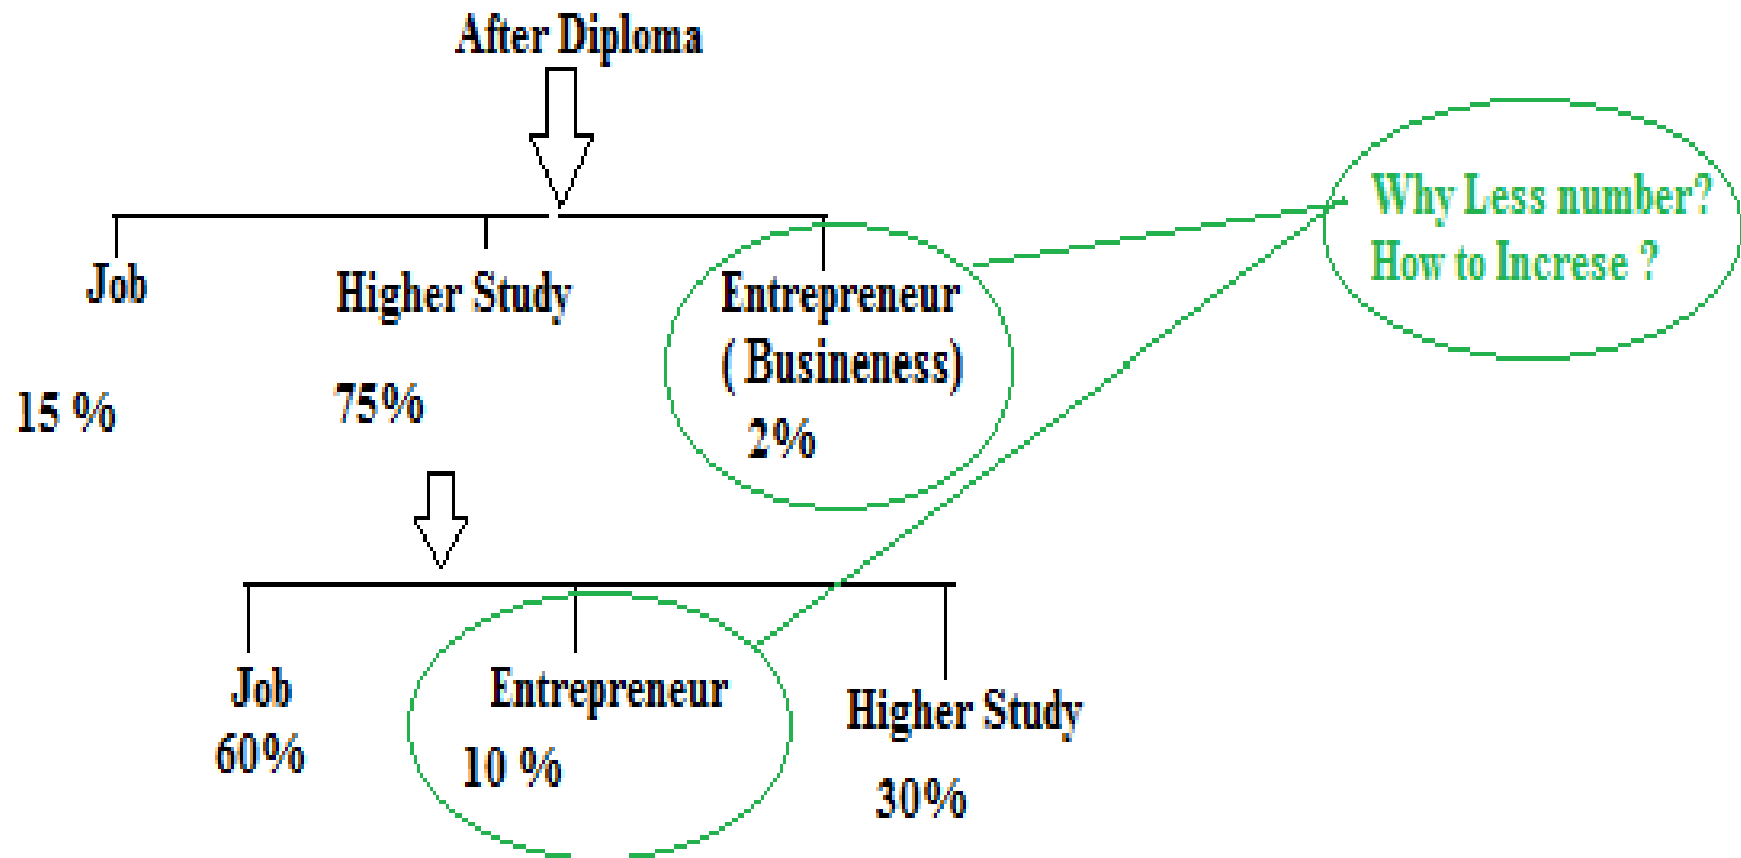 After Diploma
Why Less number?
How to Increse ?
Job
Higher Study
Entrepreneur
( Busineness)
15 %
75%
2%
Job
Entrepreneur
Higher Study
60%
10 %
30%